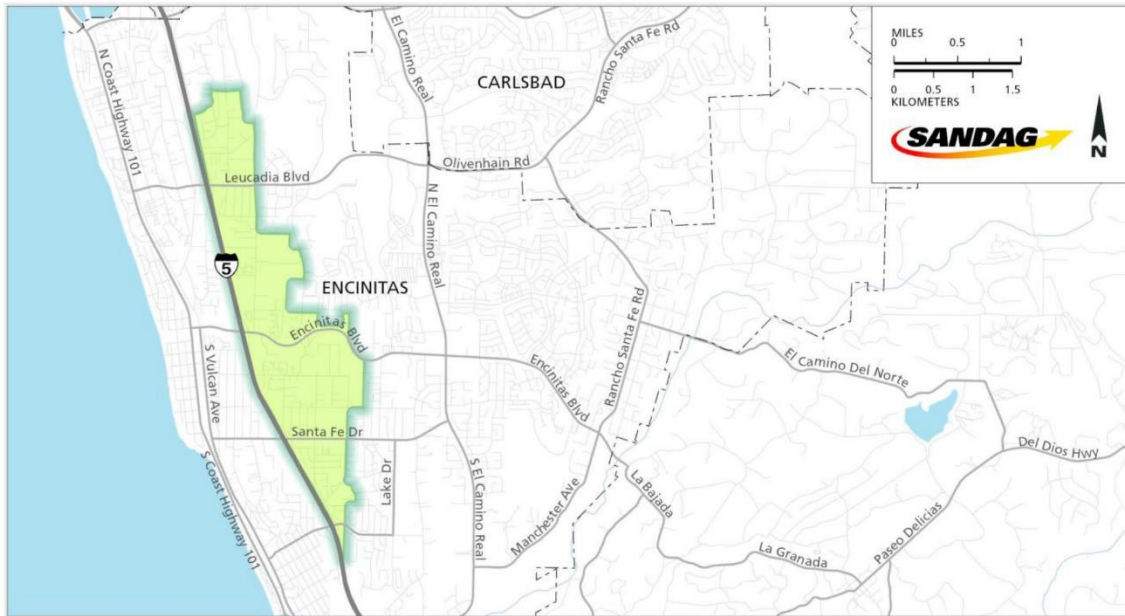 MILES
0 0.5 1
0 0.5 1 1.5
KILOMETERS
SANDAG
N
N Coast Highway 101
El Camino Real
CARLSBAD
Rancho Santa Fe Rd
Leucadia Blvd
Olivenhain Rd
N El Camino Real
5
ENCINITAS
Encinitas Blvd
Encinitas Blvd
Rancho Santa Fe Rd
El Camino Del Norte
S Vulcan Ave
Santa Fe Dr
Lake Dr
S Coast Highway 101
S El Camino Real
Manchester Ave
La Bajada
La Granada
Paseo Delicias
Del Dios Hwy